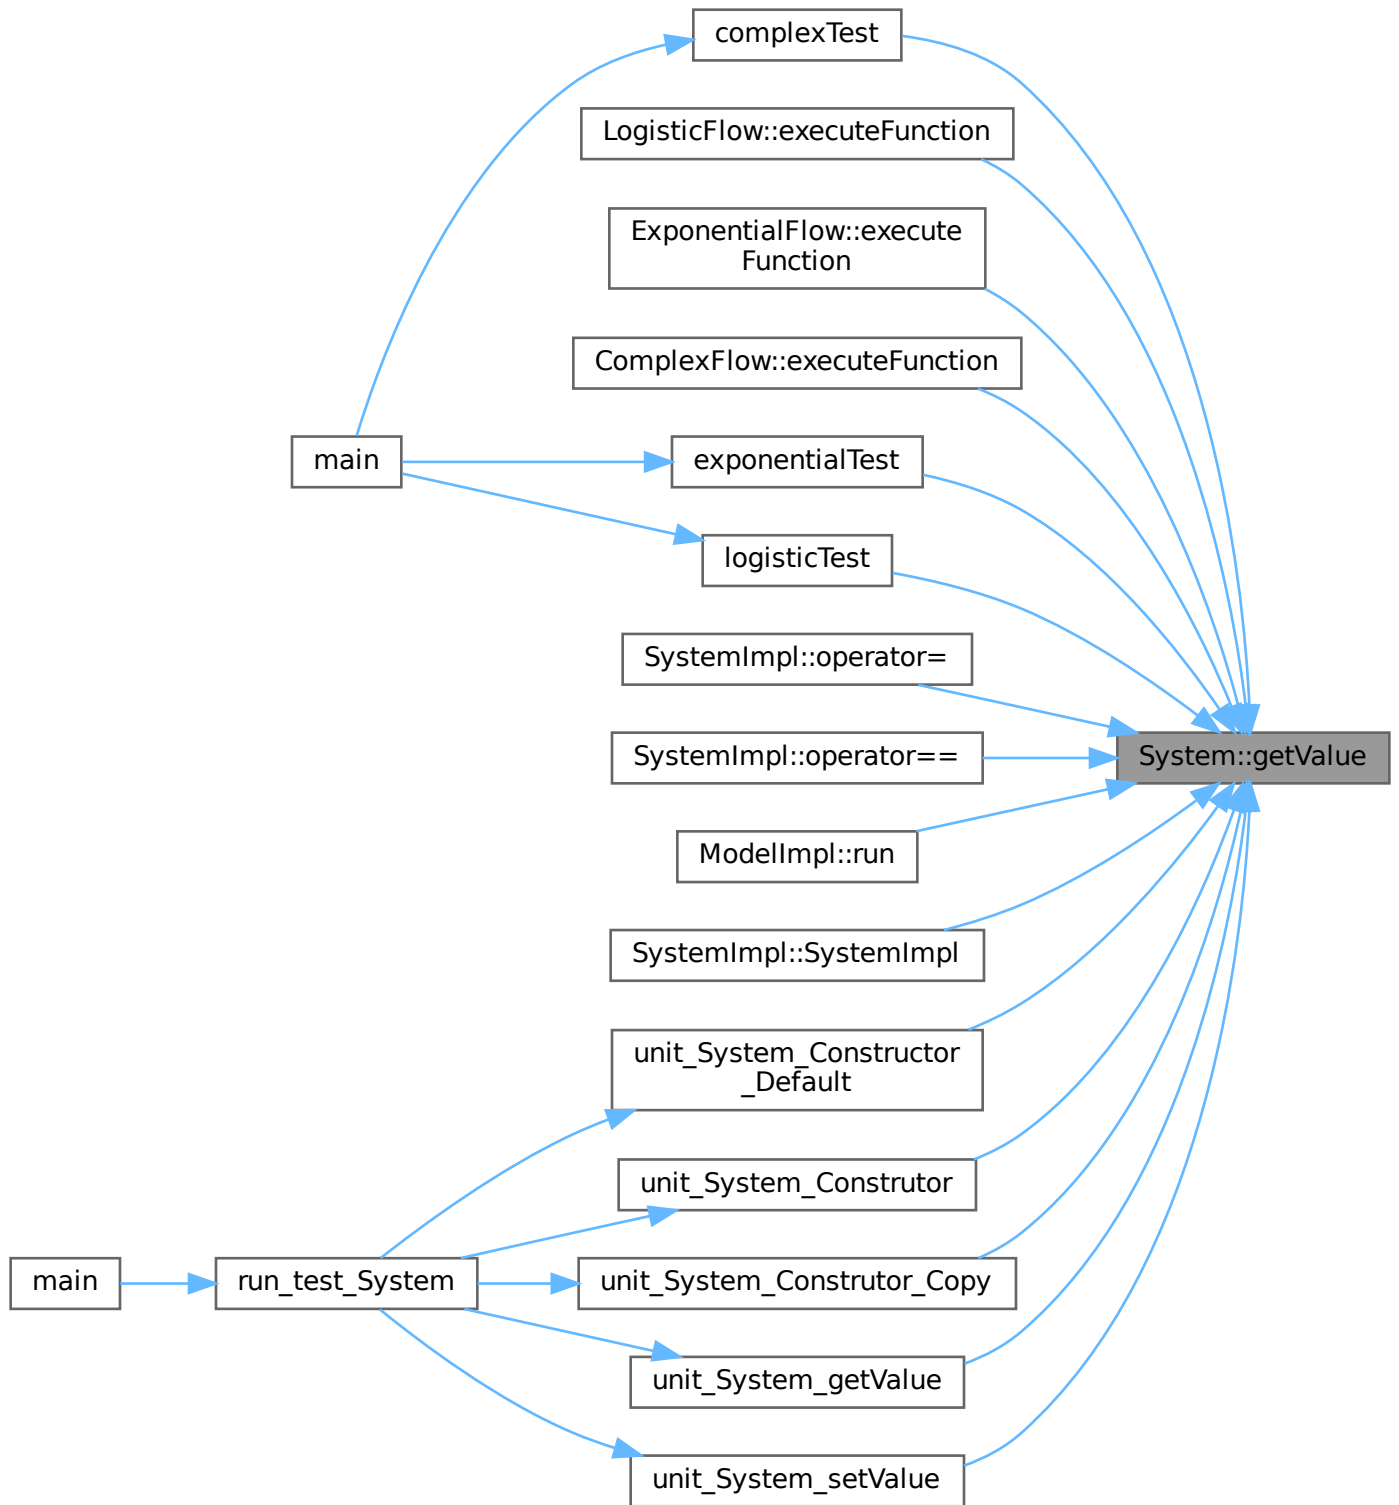 complexTest
LogisticFlow::executeFunction
ExponentialFlow::execute
Function
ComplexFlow::executeFunction
main
exponentialTest
logisticTest
SystemImpl::operator=
SystemImpl::operator==
System::getValue
ModelImpl::run
SystemImpl::SystemImpl
unit_System_Constructor
_Default
unit_System_Construtor
main
run_test_System
unit_System_Construtor_Copy
unit_System_getValue
unit_System_setValue